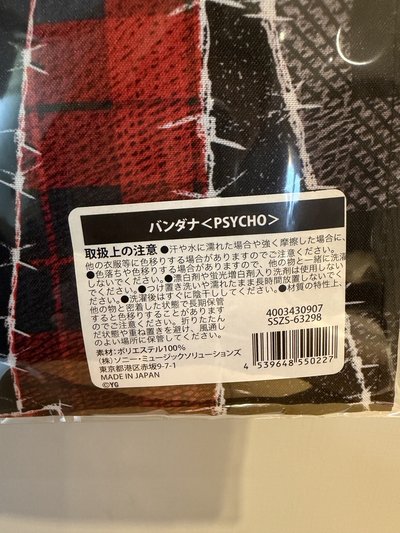 バンダナ<PSYCHO>
取扱上の注意 ●汗や水に濡れた場合や強く摩擦した場合に、
他の衣服等に色移りする場合がありますのでご注意ください。
●色落ちや色移りする場合がありますので、他の物と一緒に洗濯
しないでください。●漂白剤や蛍光増白剤入り洗剤は使用しない
でください。●つけ置き洗いや濡れたまま長時間放置しないでく
ださい。●洗濯後はすぐに陰干ししてください。●材質の特性上、
他の物と密着した状態で長期保管
すると色移りすることがありま
すのでご注意ください。折りたたん
だ状態や重ね置きを避け、風通し
のよい場所に保管してください。
素材:ポリエステル100%
(株)ソニー・ミュージックソリューションズ
東京都港区赤坂9-7-1
MADE IN JAPAN
©YG
4003430907
SSZS-63298
4 539648 550227